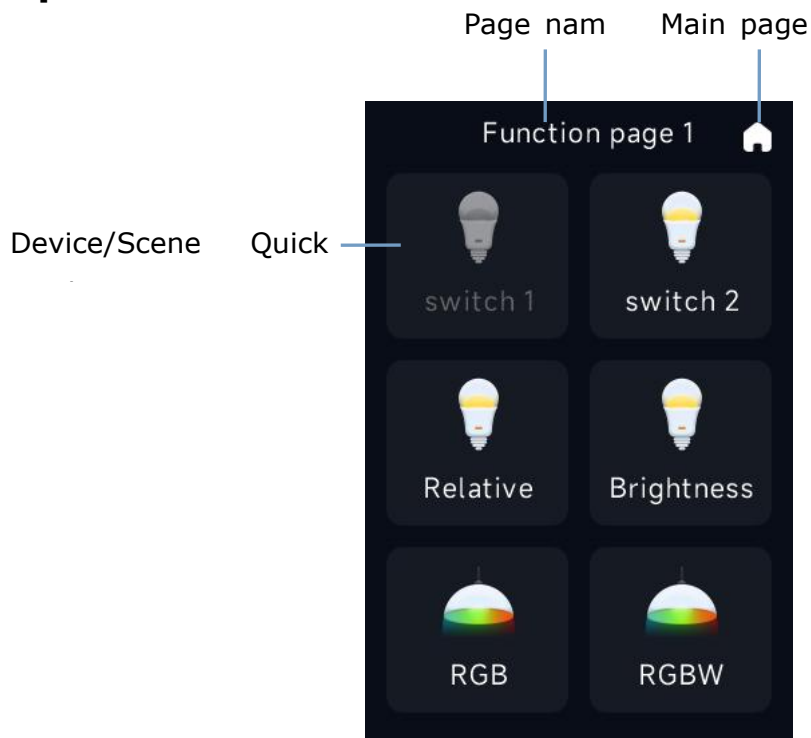 Page nam Main page
Function page 1
Device/Scene Quick
switch 1 switch 2
Relative Brightness
RGB RGBW